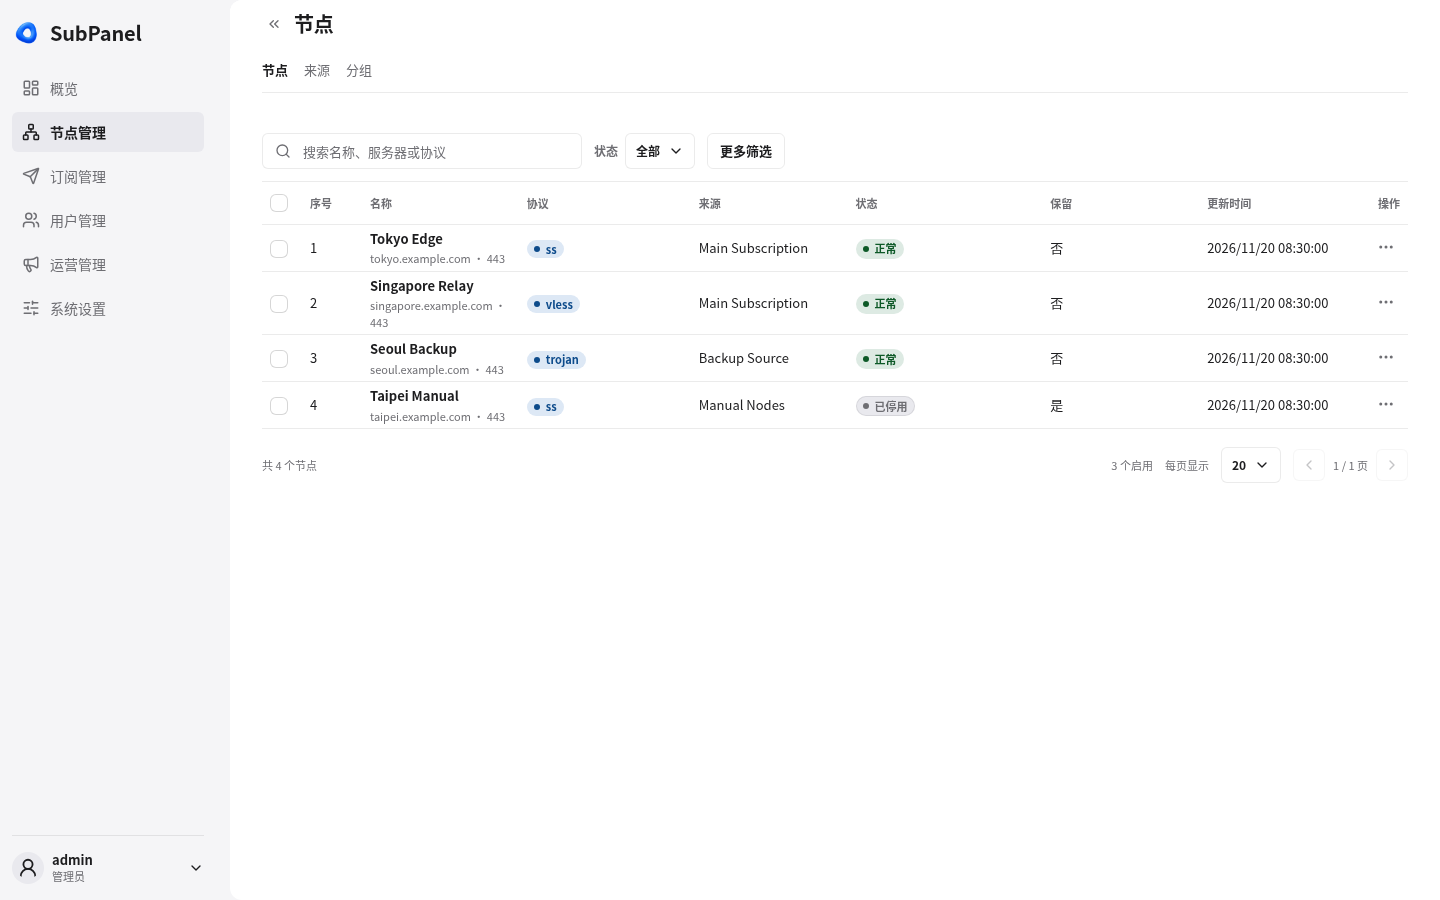 SubPanel
概览
节点管理
订阅管理
用户管理
运营管理
系统设置
admin
管理员
节点
节点 来源 分组
搜索名称、服务器或协议 状态 全部 更多筛选
序号 名称 协议 来源 状态 保留 更新时间 操作
1 Tokyo Edge ss Main Subscription 正常 否 2026/11/20 08:30:00
tokyo.example.com · 443
2 Singapore Relay vless Main Subscription 正常 否 2026/11/20 08:30:00
singapore.example.com ·
443
3 Seoul Backup trojan Backup Source 正常 否 2026/11/20 08:30:00
seoul.example.com · 443
4 Taipei Manual ss Manual Nodes 已停用 是 2026/11/20 08:30:00
taipei.example.com · 443
共 4 个节点 3 个启用 每页显示 20 1 / 1 页